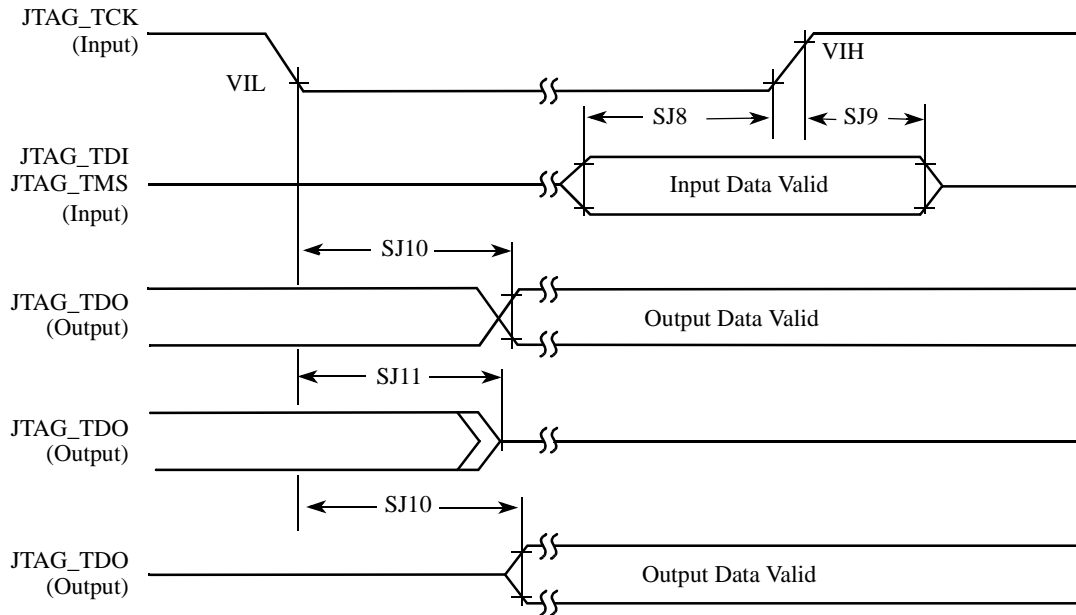 JTAG_TCK
(Input)
VIL
VIH
SJ8
SJ9
JTAG_TDI
JTAG_TMS
(Input)
Input Data Valid
SJ10
JTAG_TDO
(Output)
Output Data Valid
SJ11
JTAG_TDO
(Output)
SJ10
JTAG_TDO
(Output)
Output Data Valid